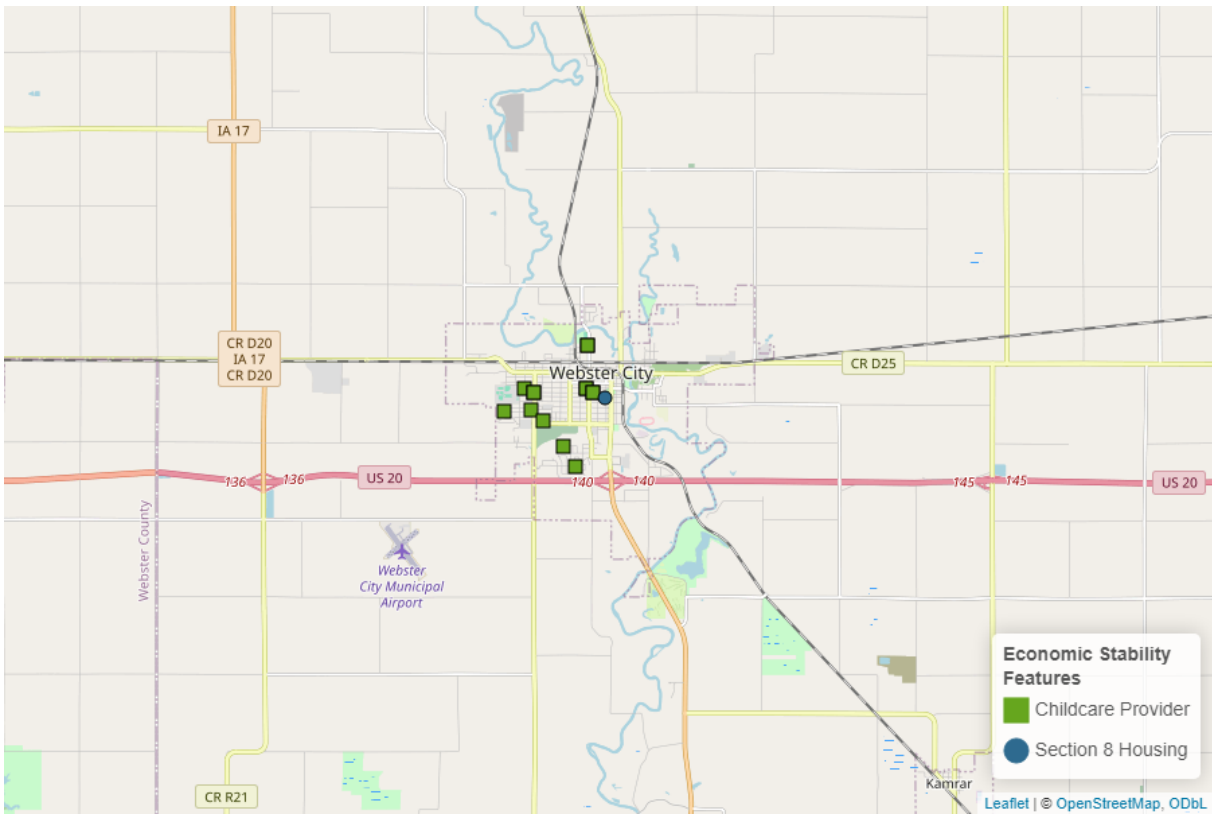 IA 17
CR D20
IA 17
CR D20
Webster City
CR D25
136
136
US 20
140
140
145
145
US 20
Webster County
Webster
City Municipal
Airport
Economic Stability
Features
Childcare Provider
Section 8 Housing
Kamrar
CR R21
Leaflet | © OpenStreetMap, ODbL